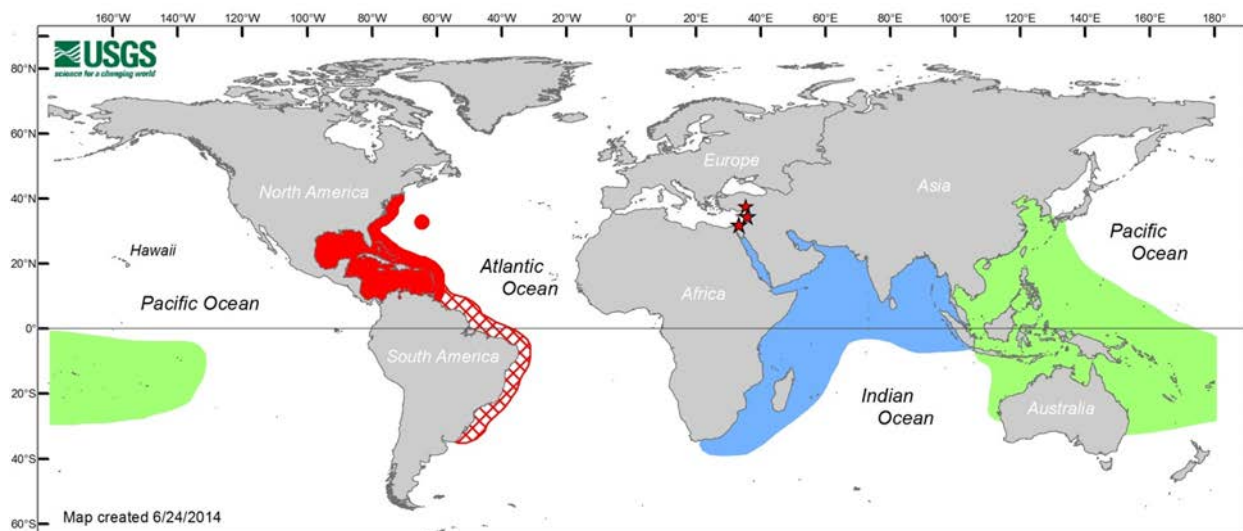 160°W 140°W 120°W 100°W 80°W 60°W 40°W 20°W 0° 20°E 40°E 60°E 80°E 100°E 120°E 140°E 160°E 180°
USGS
science for a changing world
80°N
60°N
40°N
20°N
0°
20°S
40°S
60°S
North America
Europe
Asia
Hawaii
Pacific Ocean
Atlantic
Ocean
Africa
South America
Indian
Ocean
Australia
Pacific
Ocean
Map created 6/24/2014